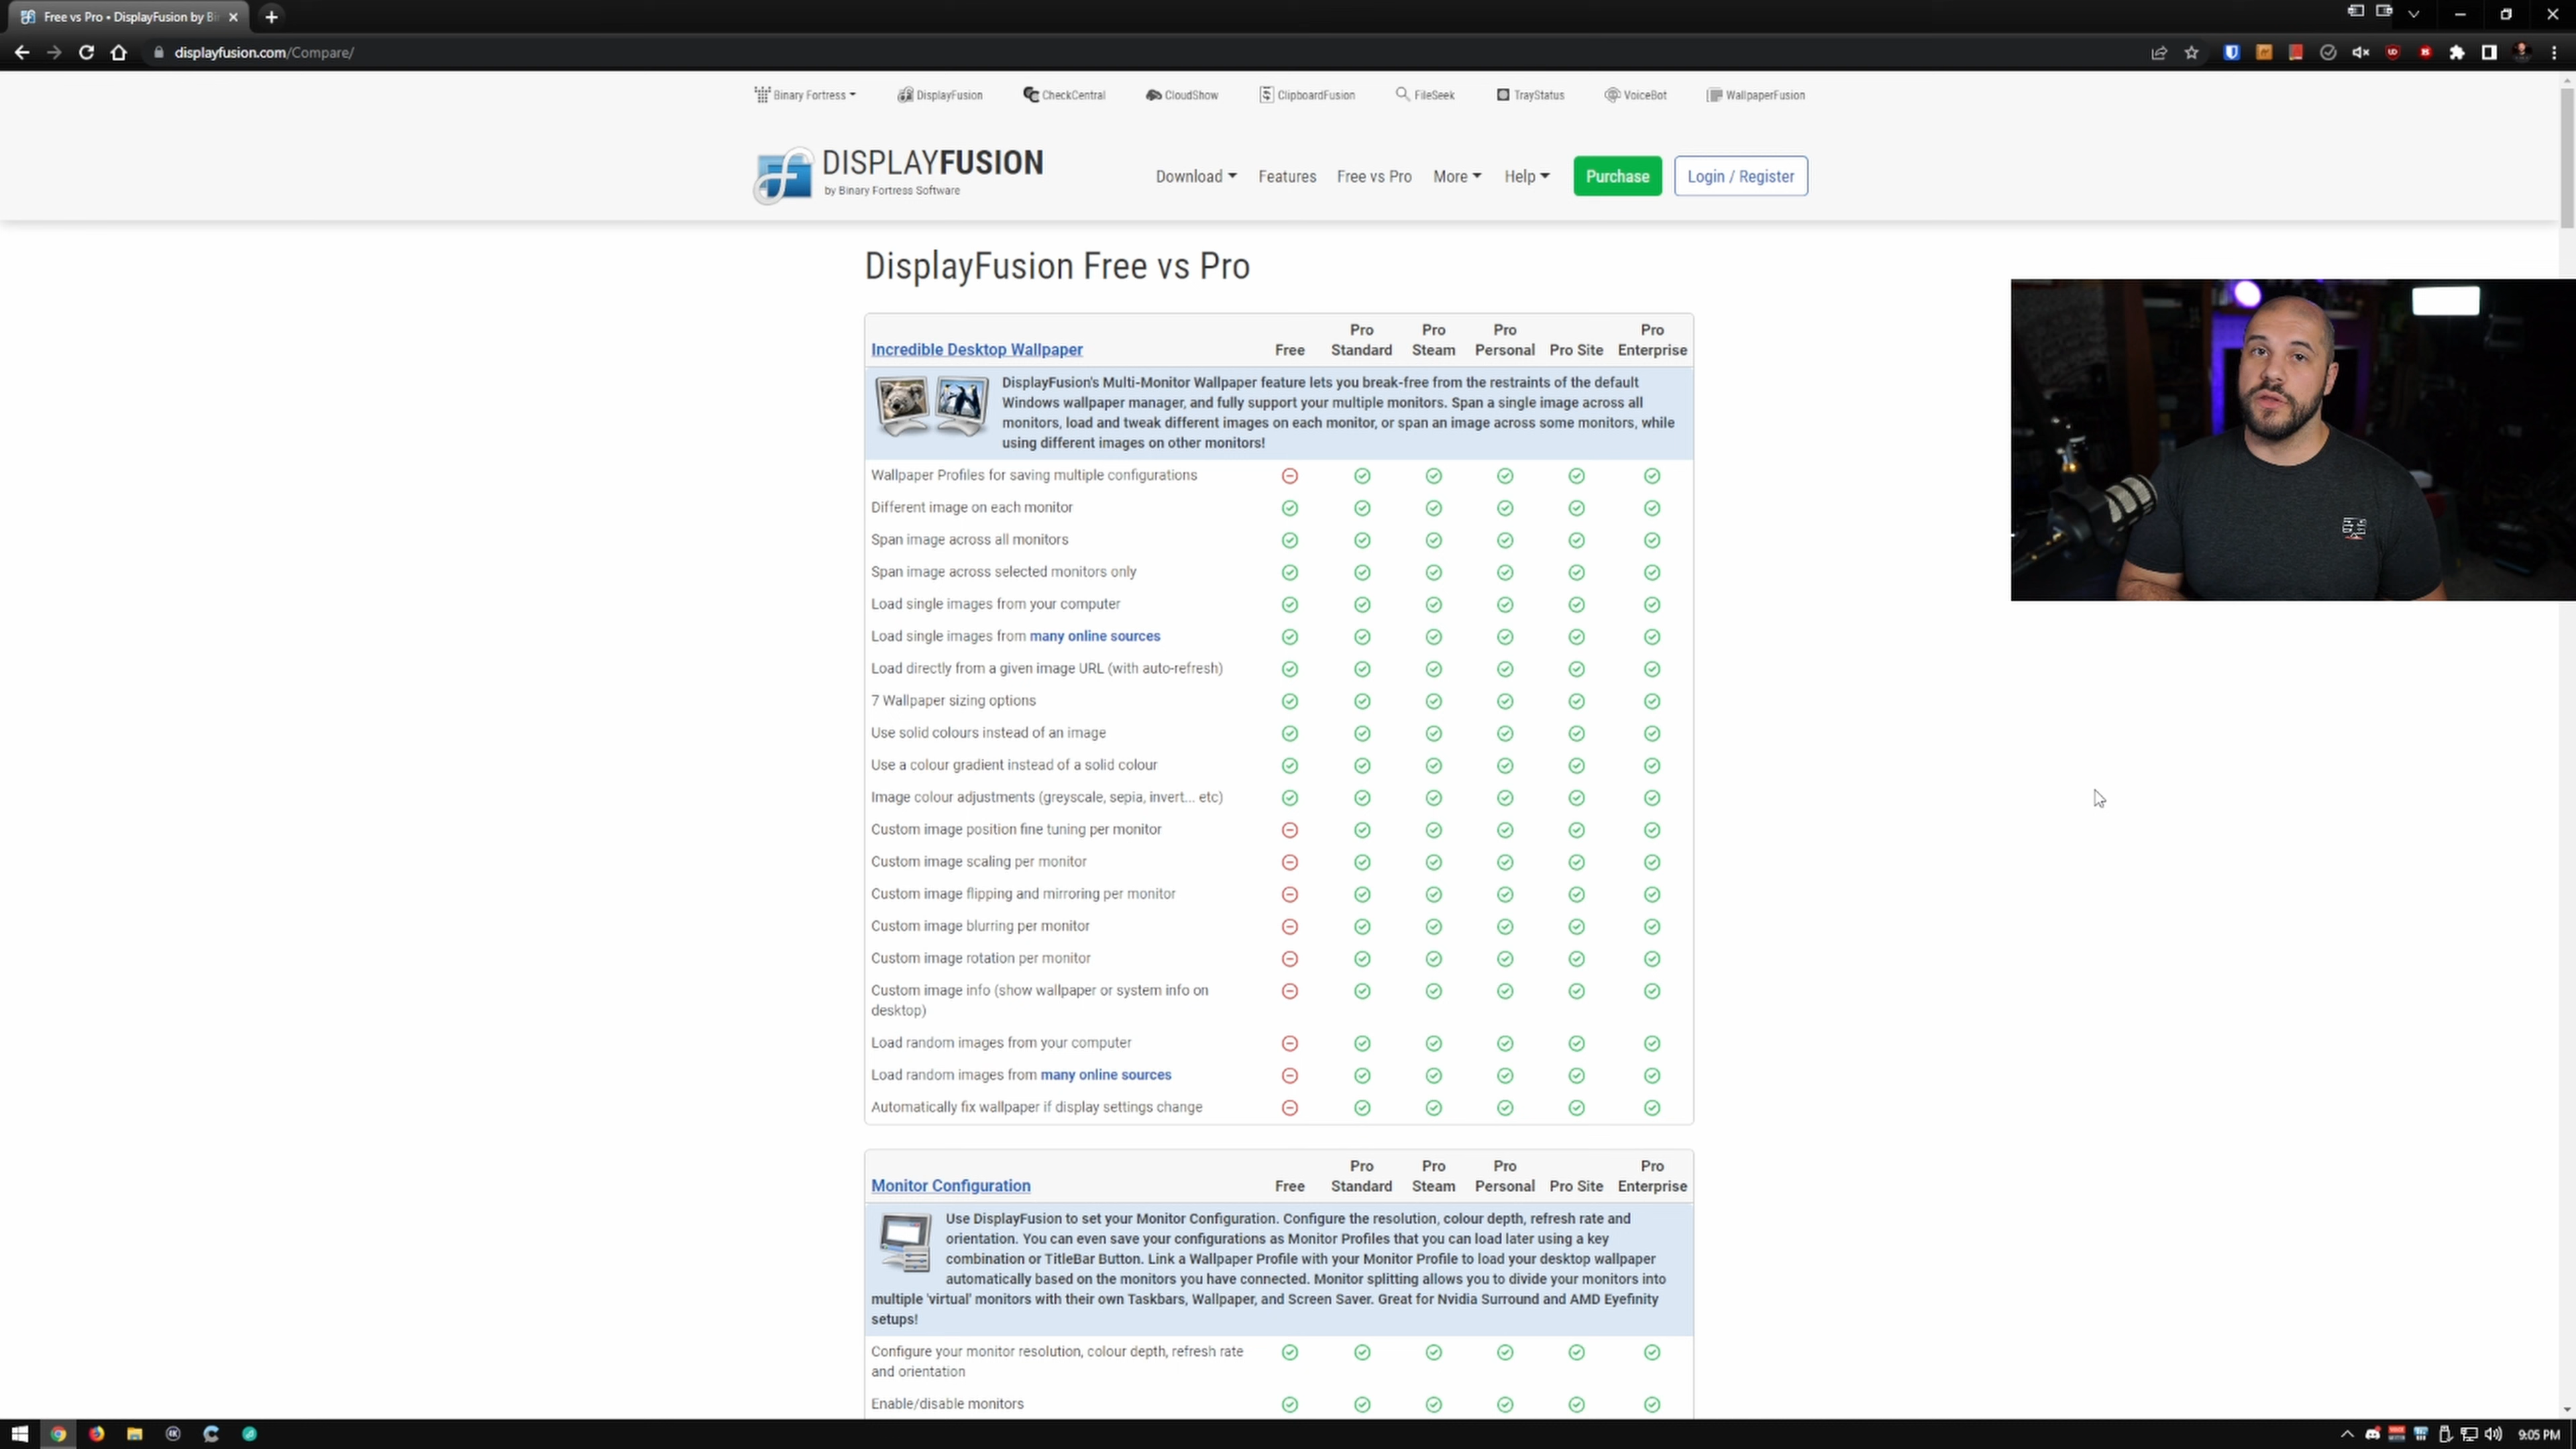 Free vs Pro • DisplayFusion by Bin
displayfusion.com/Compare/
Binary Fortress DisplayFusion CheckCentral CloudShow ClipboardFusion FileSeek TrayStatus VoiceBot WallpaperFusion
DISPLAYFUSION
by Binary Fortress Software
Download Features Free vs Pro More Help Purchase Login / Register
DisplayFusion Free vs Pro
Incredible Desktop Wallpaper Free Pro Standard Pro Steam Pro Personal Pro Site Pro Enterprise
DisplayFusion's Multi-Monitor Wallpaper feature lets you break-free from the restraints of the default
Windows wallpaper manager, and fully support your multiple monitors. Span a single image across all
monitors, load and tweak different images on each monitor, or span an image across some monitors, while
using different images on other monitors!
Wallpaper Profiles for saving multiple configurations
Different image on each monitor
Span image across all monitors
Span image across selected monitors only
Load single images from your computer
Load single images from many online sources
Load directly from a given image URL (with auto-refresh)
7 Wallpaper sizing options
Use solid colours instead of an image
Use a colour gradient instead of a solid colour
Image colour adjustments (greyscale, sepia, invert... etc)
Custom image position fine tuning per monitor
Custom image scaling per monitor
Custom image flipping and mirroring per monitor
Custom image blurring per monitor
Custom image rotation per monitor
Custom image info (show wallpaper or system info on
desktop)
Load random images from your computer
Load random images from many online sources
Automatically fix wallpaper if display settings change
Monitor Configuration Free Pro Standard Pro Steam Pro Personal Pro Site Pro Enterprise
Use DisplayFusion to set your Monitor Configuration. Configure the resolution, colour depth, refresh rate and
orientation. You can even save your configurations as Monitor Profiles that you can load later using a key
combination or TitleBar Button. Link a Wallpaper Profile with your Monitor Profile to load your desktop wallpaper
automatically based on the monitors you have connected. Monitor splitting allows you to divide your monitors into
multiple 'virtual' monitors with their own Taskbars, Wallpaper, and Screen Saver. Great for Nvidia Surround and AMD Eyefinity
setups!
Configure your monitor resolution, colour depth, refresh rate
and orientation
Enable/disable monitors
9:05 PM